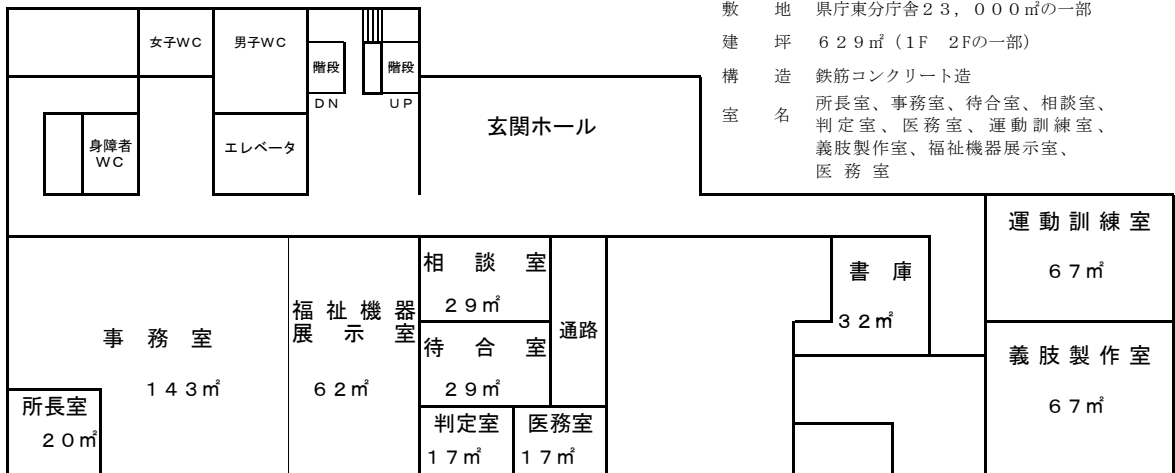 敷　地　県庁東分庁舎２３，０００㎡の一部
建　坪　６２９㎡（１F　２Fの一部）
構　造　鉄筋コンクリート造
室　名　所長室、事務室、待合室、相談室、
判定室、医務室、運動訓練室、
義肢製作室、福祉機器展示室、
医務室
女子WC
男子WC
階段
階段
DN
UP
玄関ホール
身障者
WC
エレベータ
運動訓練室
６７㎡
相談室
２９㎡
書庫
３２㎡
福祉機器
展示室
６２㎡
事務室
１４３㎡
待合室
２９㎡
通路
義肢製作室
６７㎡
所長室
２０㎡
判定室
１７㎡
医務室
１７㎡